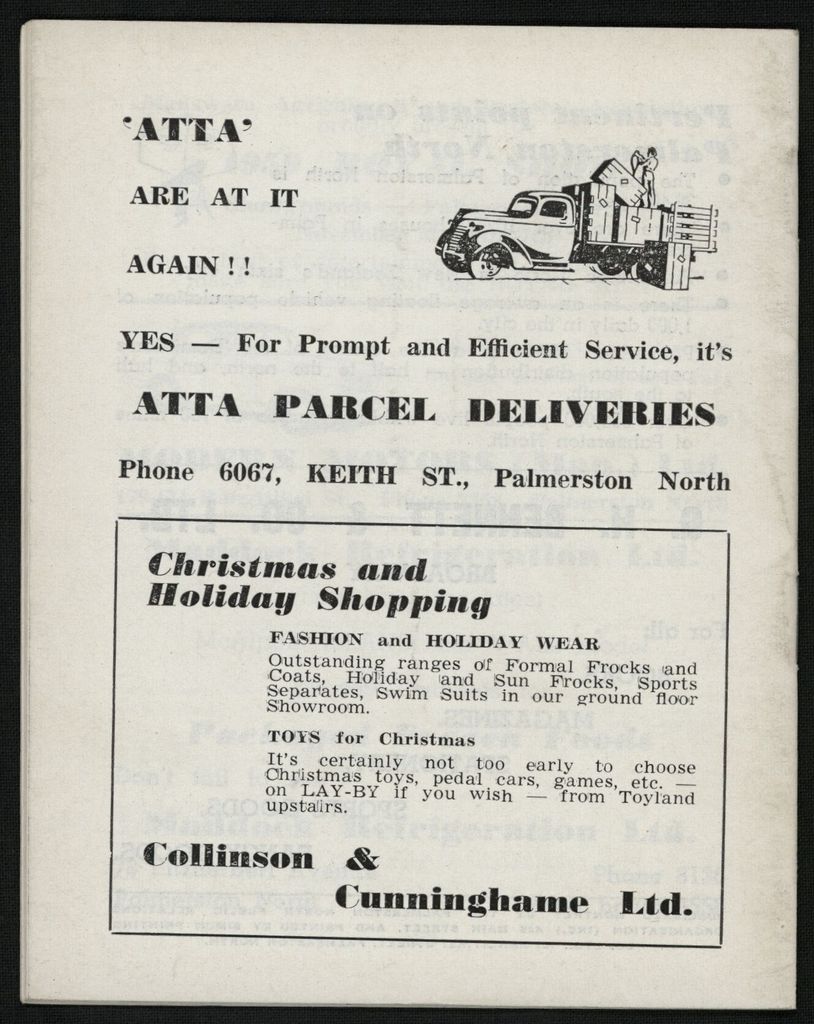 'ATTA'
ARE AT IT
AGAIN ! !
YES — For Prompt and Efficient Service, it's
ATTA PARCEL DELIVERIES
Phone 6067, KEITH ST., Palmerston North
Christmas and
Holiday Shopping
FASHION and HOLIDAY WEAR
Outstanding ranges of Formal Frocks and
Coats, Holiday and Sun Frocks, Sports
Separates, Swim Suits in our ground floor
Showroom.
TOYS for Christmas
It's certainly not too early to choose
Christmas toys, pedal cars, games, etc. —
on LAY-BY if you wish — from Toyland
upstairs.
Collinson &
Cunninghame Ltd.